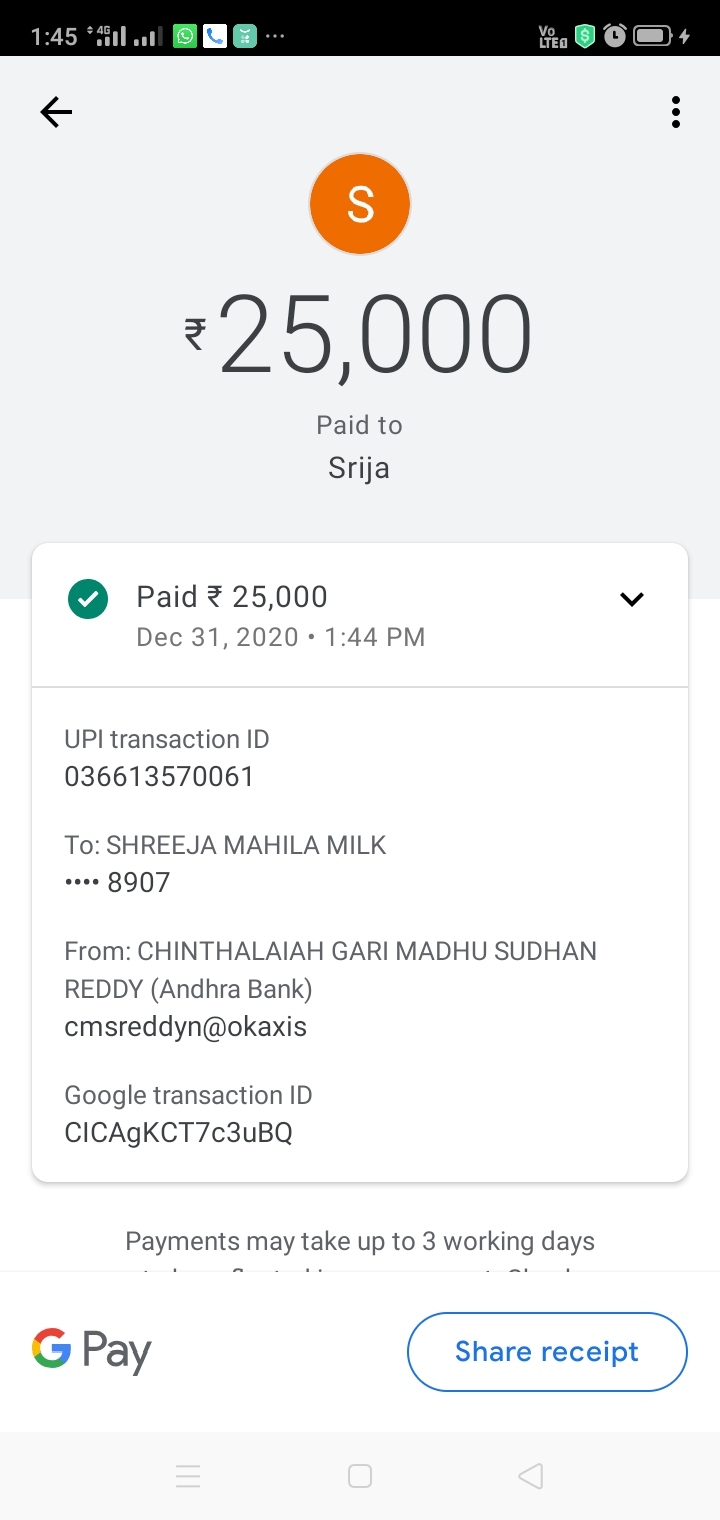 1:45 4G Vo LTE1
S
₹25,000
Paid to
Srija
Paid ₹ 25,000
Dec 31, 2020 • 1:44 PM
UPI transaction ID
036613570061
To: SHREEJA MAHILA MILK
•••• 8907
From: CHINTHALAIAH GARI MADHU SUDHAN
REDDY (Andhra Bank)
cmsreddyn@okaxis
Google transaction ID
CICAgKCT7c3uBQ
Payments may take up to 3 working days
G Pay
Share receipt